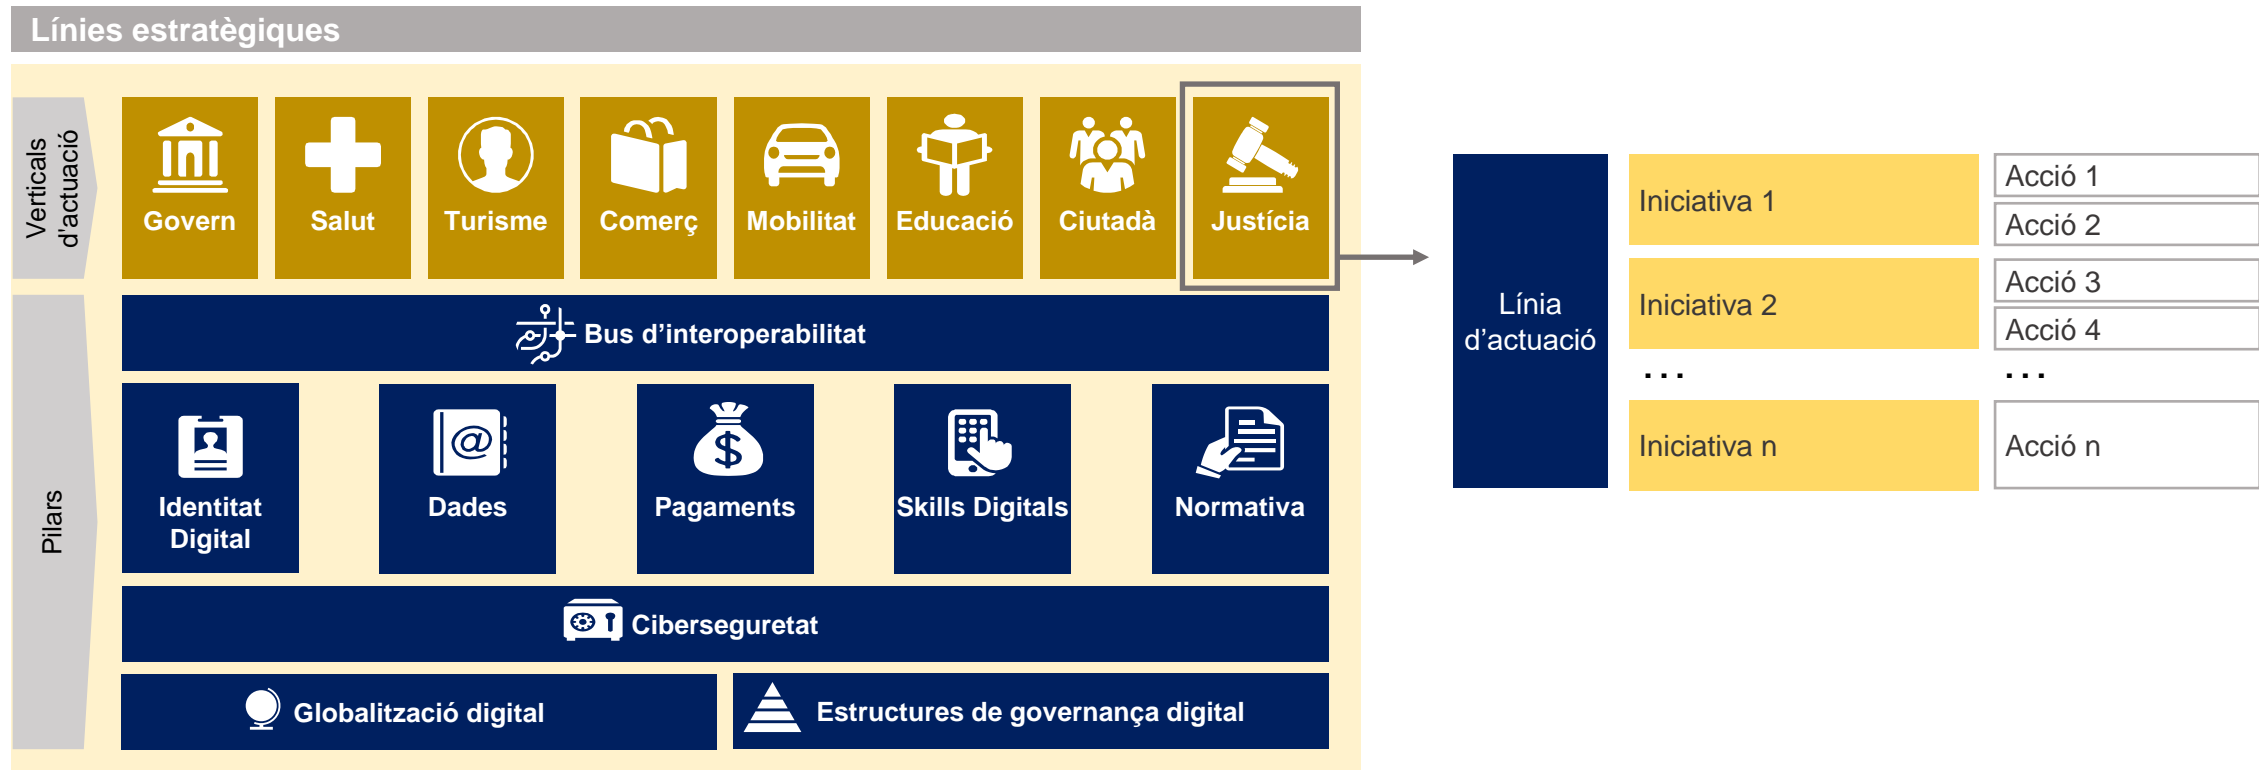 Línies estratègiques
Verticals
d'actuació
Govern
Salut
Turisme
Comerç
Mobilitat
Educació
Ciutadà
Justícia
Pilars
Bus d’interoperabilitat
Identitat
Digital
Dades
Pagaments
Skills Digitals
Normativa
Ciberseguretat
Globalització digital
Estructures de governança digital
Línia
d’actuació
Iniciativa 1
Acció 1
Acció 2
Iniciativa 2
Acció 3
Acció 4
...
...
Iniciativa n
Acció n